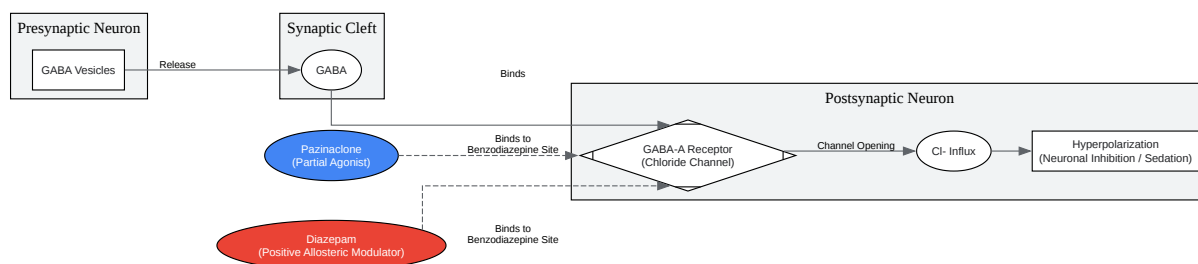 Presynaptic Neuron
GABA Vesicles
Release
Synaptic Cleft
GABA
Binds
Postsynaptic Neuron
Pazinaclone
(Partial Agonist)
Binds to
Benzodiazepine Site
GABA-A Receptor
(Chloride Channel)
Channel Opening
Cl- Influx
Hyperpolarization
(Neuronal Inhibition / Sedation)
Diazepam
(Positive Allosteric Modulator)
Binds to
Benzodiazepine Site